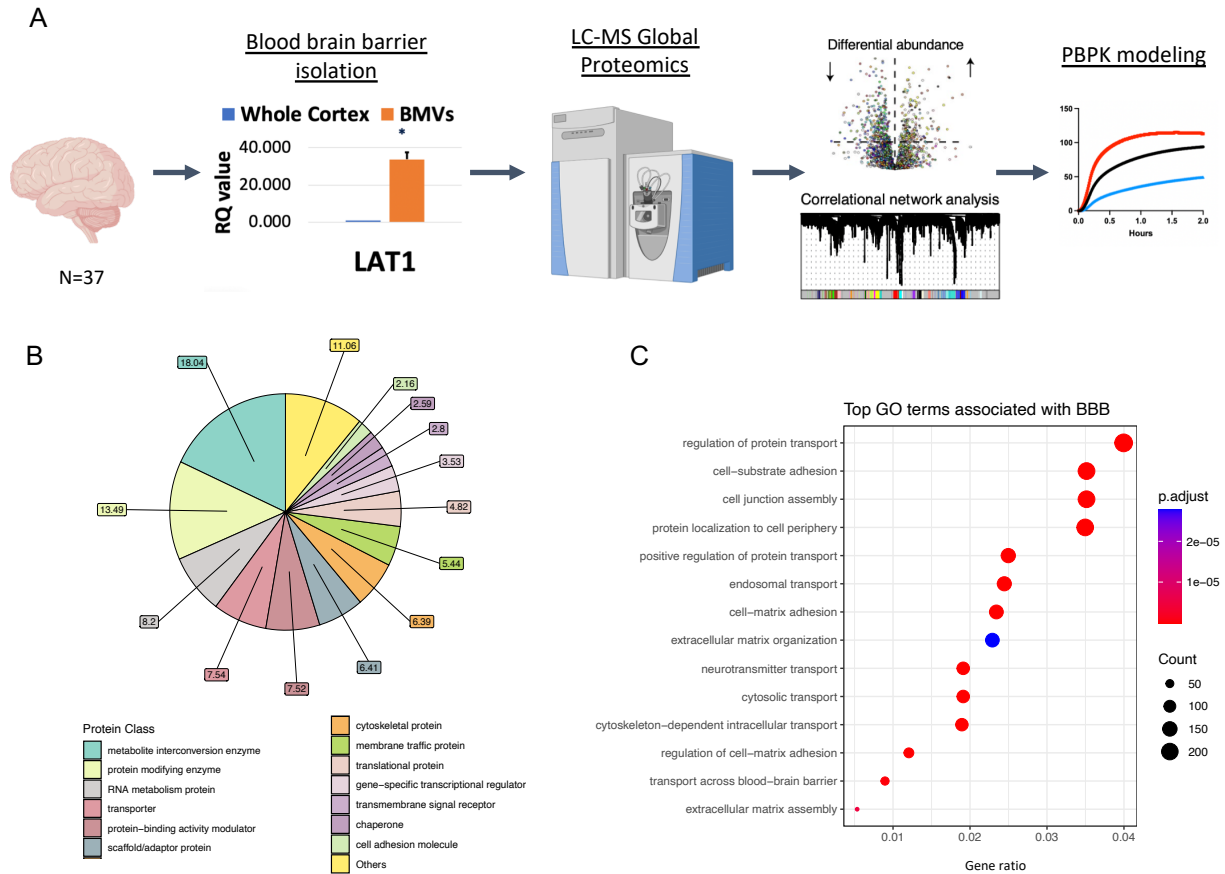 A
Blood brain barrier
isolation
LC-MS Global
Proteomics
Differential abundance
PBPK modeling
Whole Cortex
BMVs
*
RQ value
40.000
20.000
0.000
LAT1
N=37
Correlational network analysis
150
100
50
0
0.0
0.5
1.0
1.5
2.0
Hours
B
11.06
2.16
2.59
2.8
3.53
4.82
5.44
6.39
6.41
7.52
7.54
8.2
13.49
18.04
Protein Class
metabolite interconversion enzyme
protein modifying enzyme
RNA metabolism protein
transporter
protein−binding activity modulator
scaffold/adaptor protein
cytoskeletal protein
membrane traffic protein
translational protein
gene−specific transcriptional regulator
transmembrane signal receptor
chaperone
cell adhesion molecule
Others
C
Top GO terms associated with BBB
regulation of protein transport
cell-substrate adhesion
cell junction assembly
protein localization to cell periphery
positive regulation of protein transport
endosomal transport
cell-matrix adhesion
extracellular matrix organization
neurotransmitter transport
cytosolic transport
cytoskeleton-dependent intracellular transport
regulation of cell-matrix adhesion
transport across blood−brain barrier
extracellular matrix assembly
0.01
0.02
0.03
0.04
Gene ratio
p.adjust
2e−05
1e−05
Count
50
100
150
200